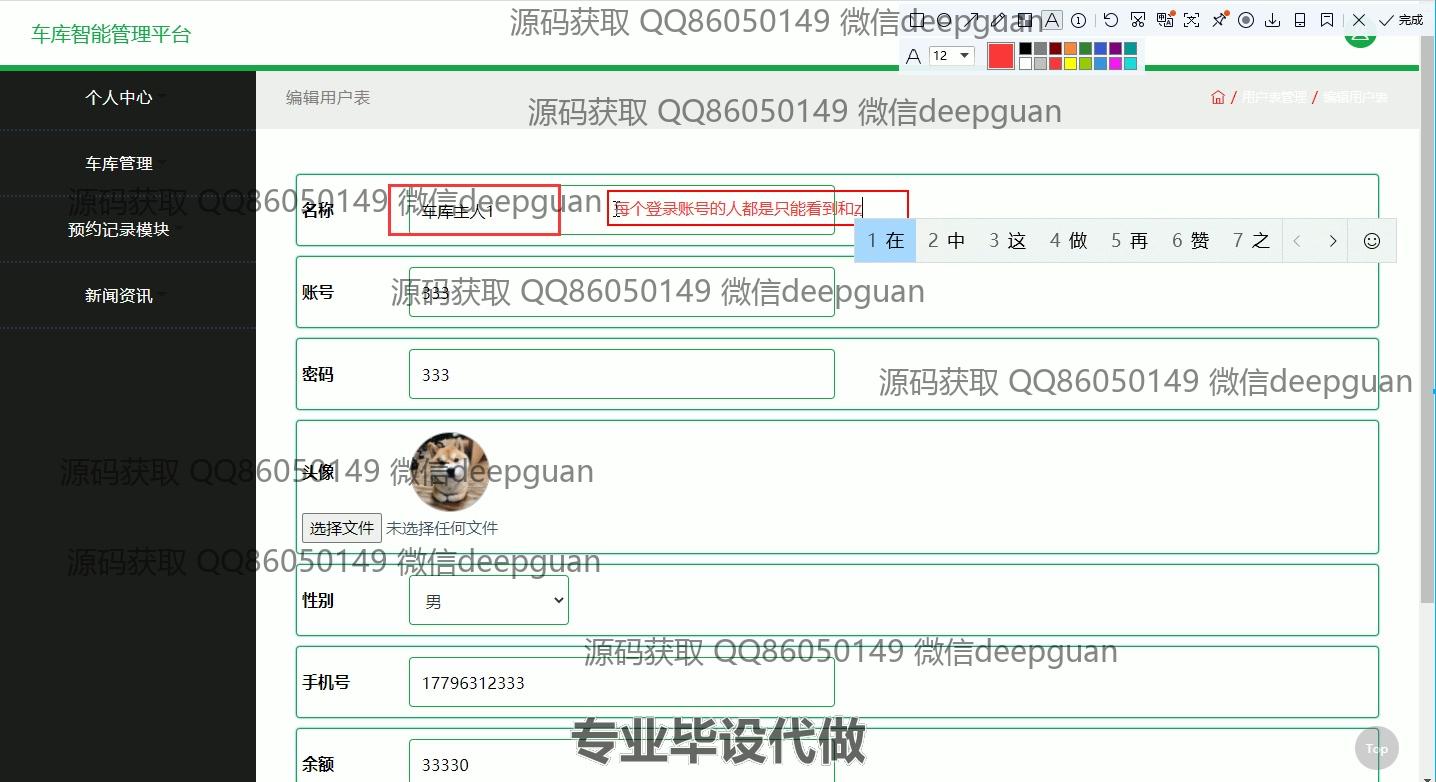 车库智能管理平台
源码获取 QQ86050149 微信deepguan
完成
A 12
个人中心
编辑用户表
/ 用户表管理 / 编辑用户表
源码获取 QQ86050149 微信deepguan
车库管理
源码获取 QQ86050149 微信deepguan
名称
车库主人1
每个登录账号的人都是只能看到和z
预约记录模块
1 在 2 中 3 这 4 做 5 再 6 赞 7 之
新闻资讯
账号
333
源码获取 QQ86050149 微信deepguan
密码
333
源码获取 QQ86050149 微信deepguan
头像
源码获取 QQ86050149 微信deepguan
选择文件 未选择任何文件
源码获取 QQ86050149 微信deepguan
性别
男
源码获取 QQ86050149 微信deepguan
手机号
17796312333
专业毕设代做
余额
33330
Top